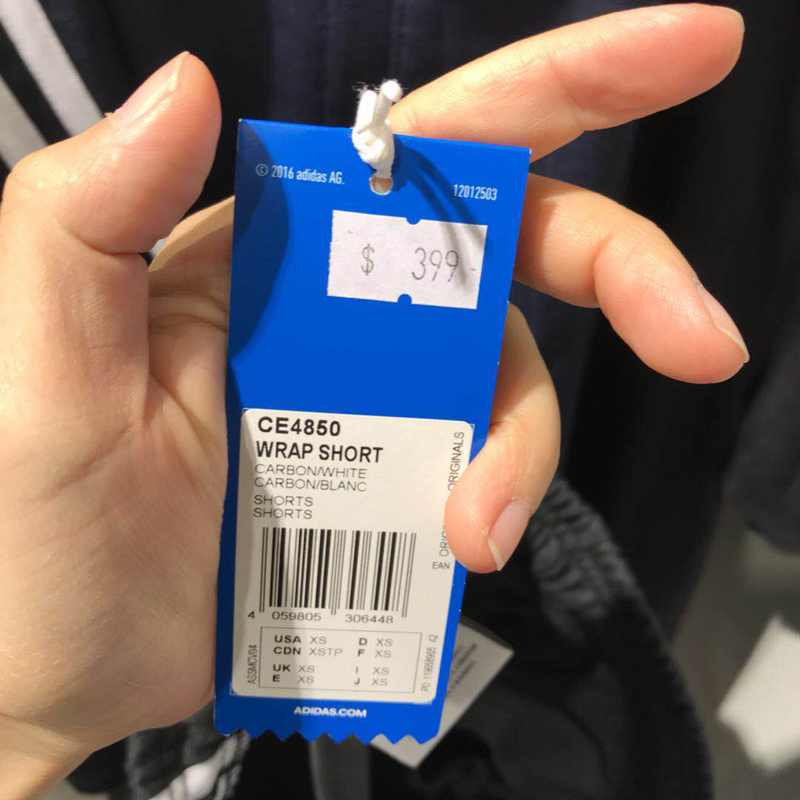 © 2016 adidas AG.
12012503
$ 399-
CE4850
WRAP SHORT
CARBON/WHITE
CARBON/BLANC
SHORTS
SHORTS
ORIGINALS
EAN
4 059805 306448
USA XS D XS
CDN XSTP F XS
UK XS I XS
E XS J XS
ASSMCV04
ADIDAS.COM